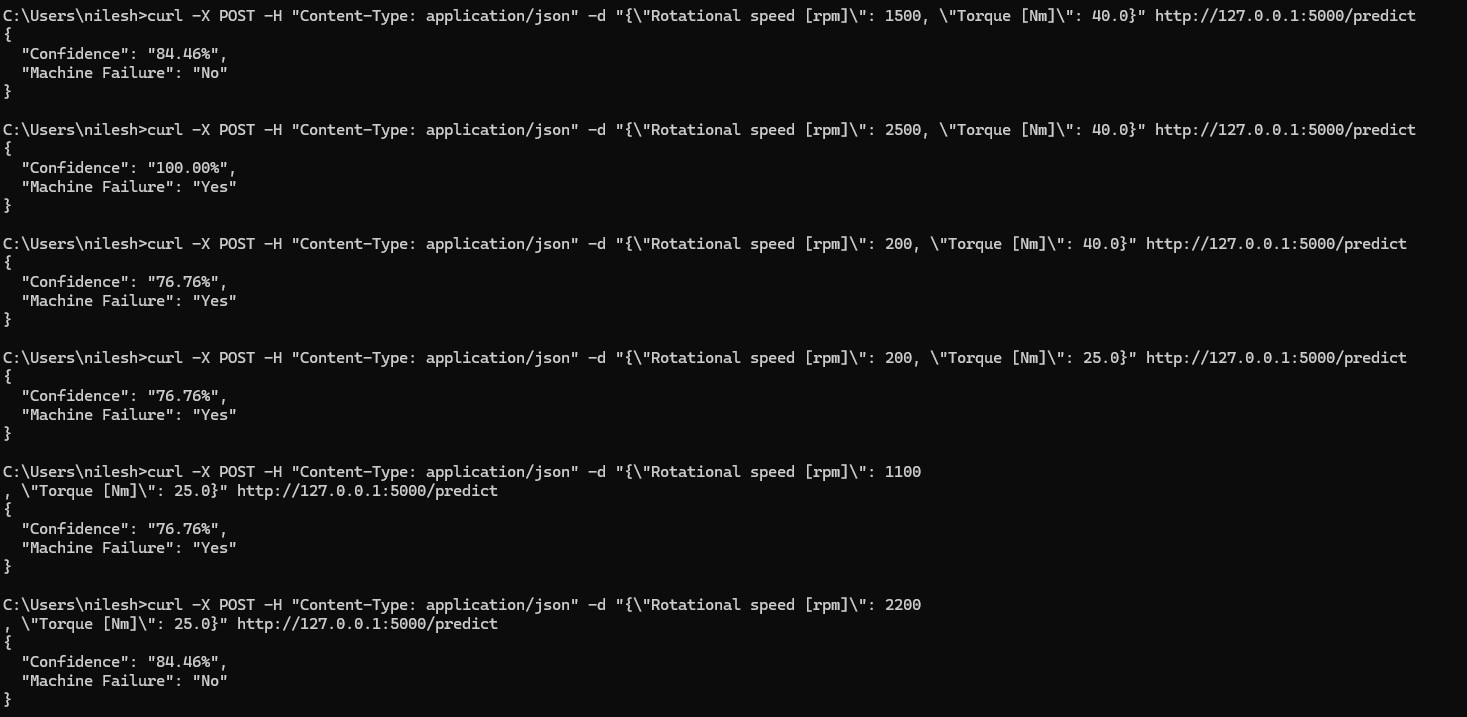 C:\Users\nilesh>curl -X POST -H "Content-Type: application/json" -d "{\"Rotational speed [rpm]\": 1500, \"Torque [Nm]\": 40.0}" http://127.0.0.1:5000/predict
{
  "Confidence": "84.46%",
  "Machine Failure": "No"
}

C:\Users\nilesh>curl -X POST -H "Content-Type: application/json" -d "{\"Rotational speed [rpm]\": 2500, \"Torque [Nm]\": 40.0}" http://127.0.0.1:5000/predict
{
  "Confidence": "100.00%",
  "Machine Failure": "Yes"
}

C:\Users\nilesh>curl -X POST -H "Content-Type: application/json" -d "{\"Rotational speed [rpm]\": 200, \"Torque [Nm]\": 40.0}" http://127.0.0.1:5000/predict
{
  "Confidence": "76.76%",
  "Machine Failure": "Yes"
}

C:\Users\nilesh>curl -X POST -H "Content-Type: application/json" -d "{\"Rotational speed [rpm]\": 200, \"Torque [Nm]\": 25.0}" http://127.0.0.1:5000/predict
{
  "Confidence": "76.76%",
  "Machine Failure": "Yes"
}

C:\Users\nilesh>curl -X POST -H "Content-Type: application/json" -d "{\"Rotational speed [rpm]\": 1100
, \"Torque [Nm]\": 25.0}" http://127.0.0.1:5000/predict
{
  "Confidence": "76.76%",
  "Machine Failure": "Yes"
}

C:\Users\nilesh>curl -X POST -H "Content-Type: application/json" -d "{\"Rotational speed [rpm]\": 2200
, \"Torque [Nm]\": 25.0}" http://127.0.0.1:5000/predict
{
  "Confidence": "84.46%",
  "Machine Failure": "No"
}